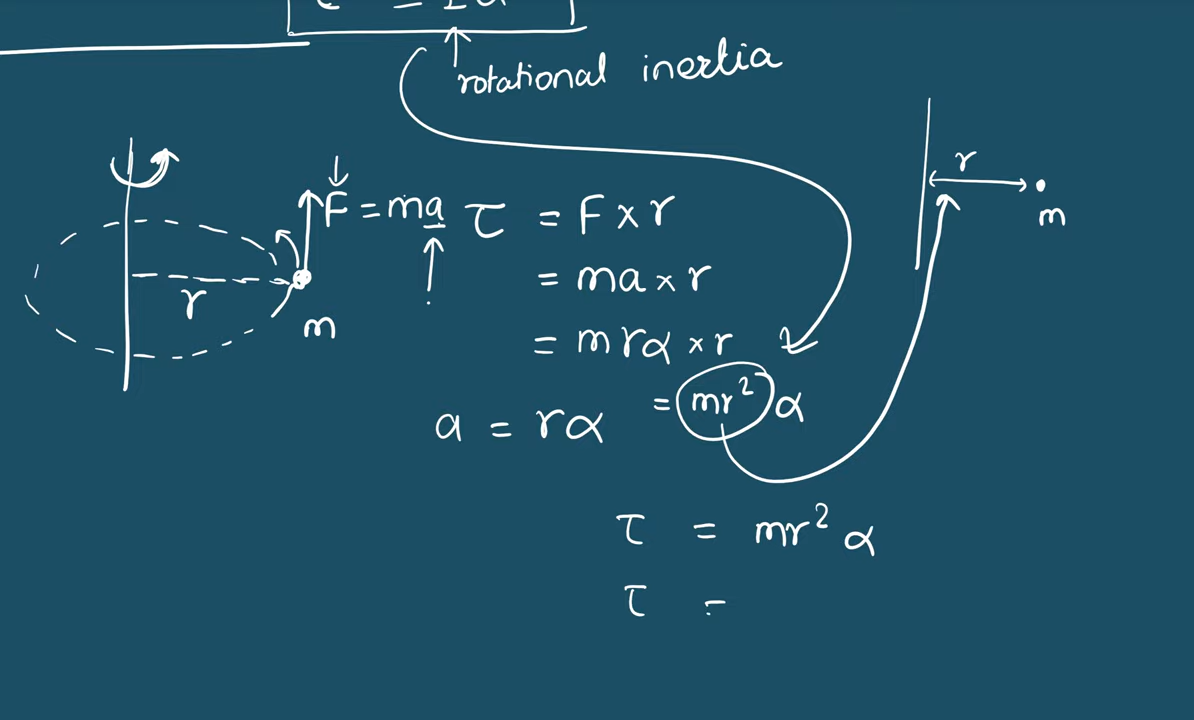 rotational inertia
r
m
F = ma
τ = F × r
= ma × r
= mrα × r
= mr² α
a = rα
r
m
τ = mr² α
τ =